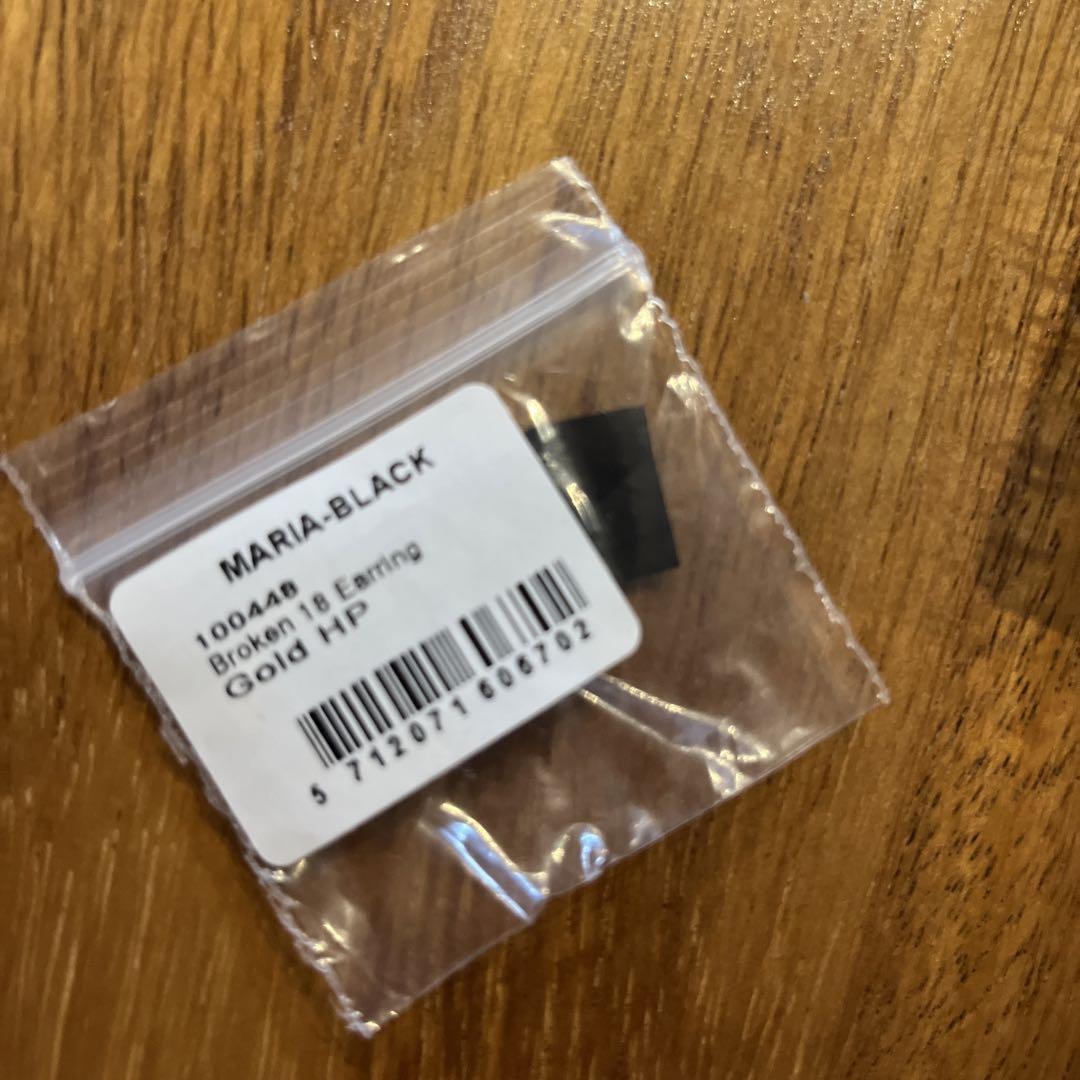 MARIA-BLACK
100448
Broken 18 Earring
Gold HP
5 712071 606702